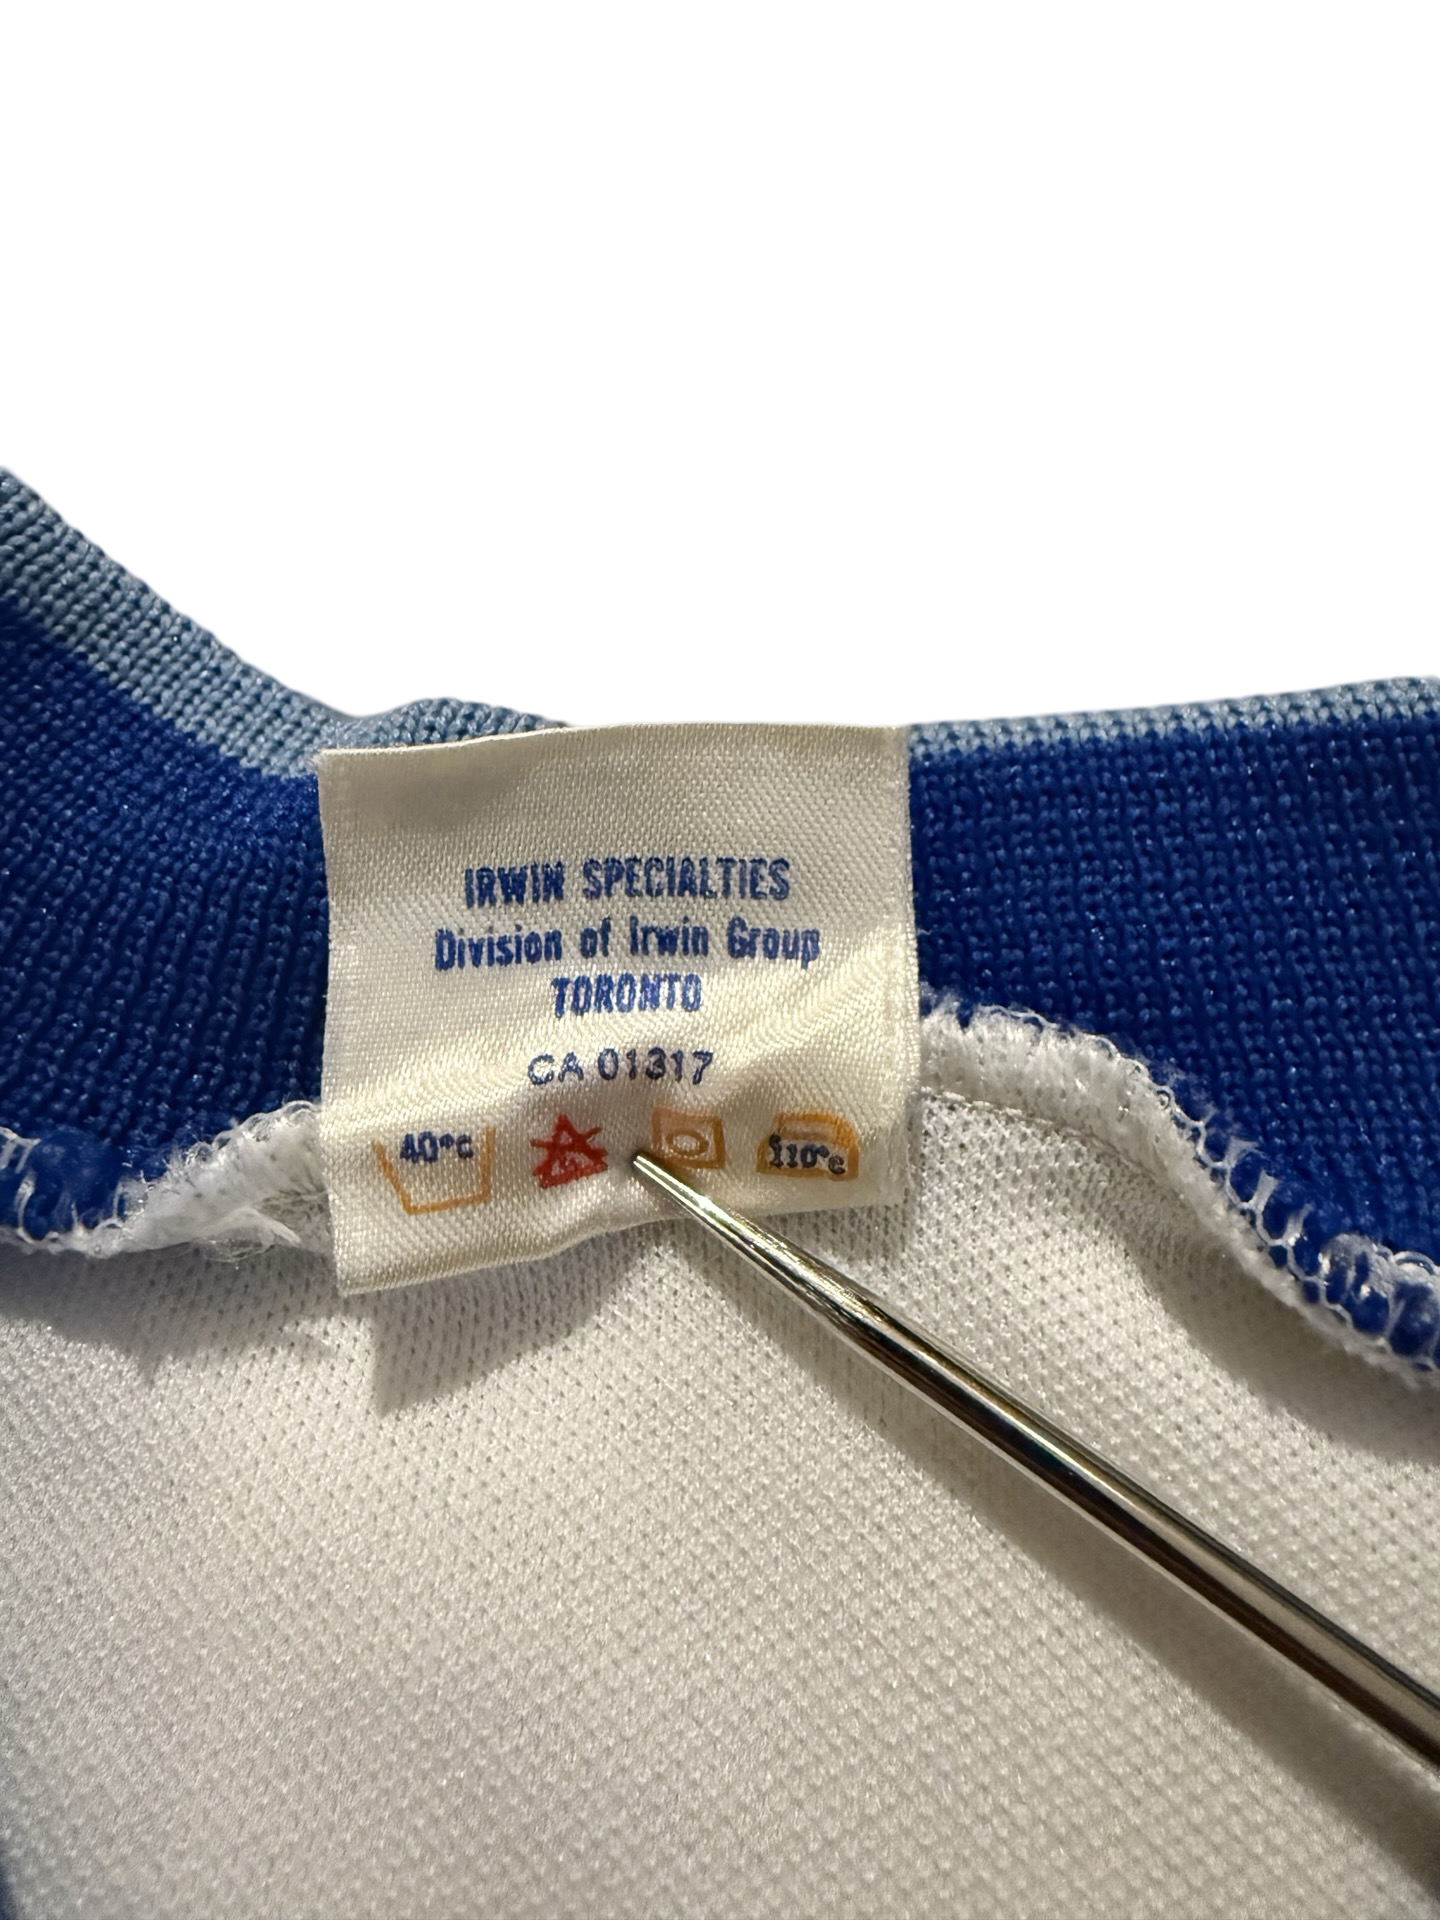 IRWIN SPECIALTIES
Division of Irwin Group
TORONTO
CA 01317
40°C 110°C